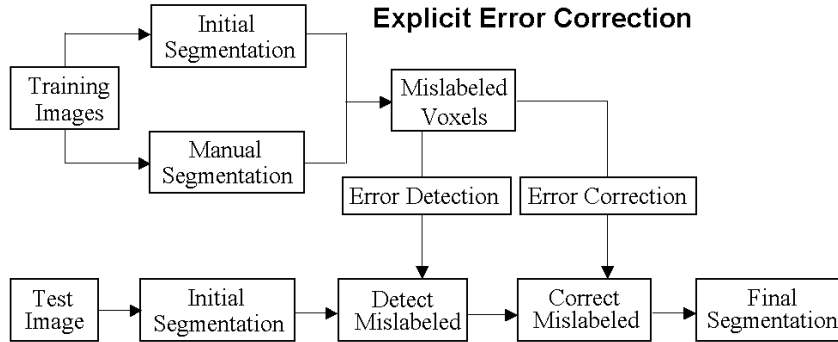 Explicit Error Correction
Initial
Segmentation
Training
Images
Mislabeled
Voxels
Manual
Segmentation
Error Detection
Error Correction
Test
Image
Initial
Segmentation
Detect
Mislabeled
Correct
Mislabeled
Final
Segmentation